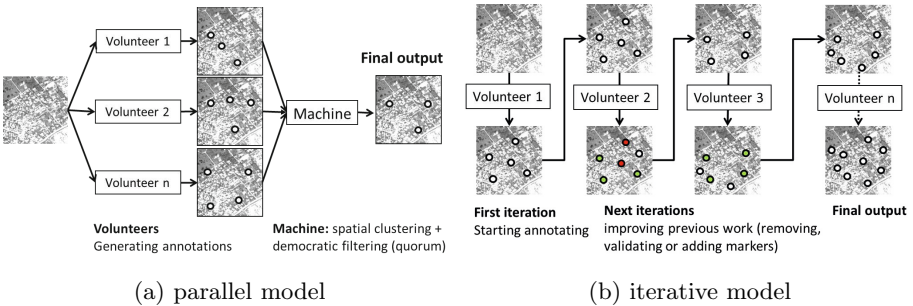 Volunteer 1
Volunteer 2
Volunteer n
Machine
Final output
Volunteers
Generating annotations
Machine: spatial clustering +
democratic filtering (quorum)
(a) parallel model
Volunteer 1
Volunteer 2
Volunteer 3
Volunteer n
First iteration
Starting annotating
Next iterations
improving previous work (removing,
validating or adding markers)
Final output
(b) iterative model